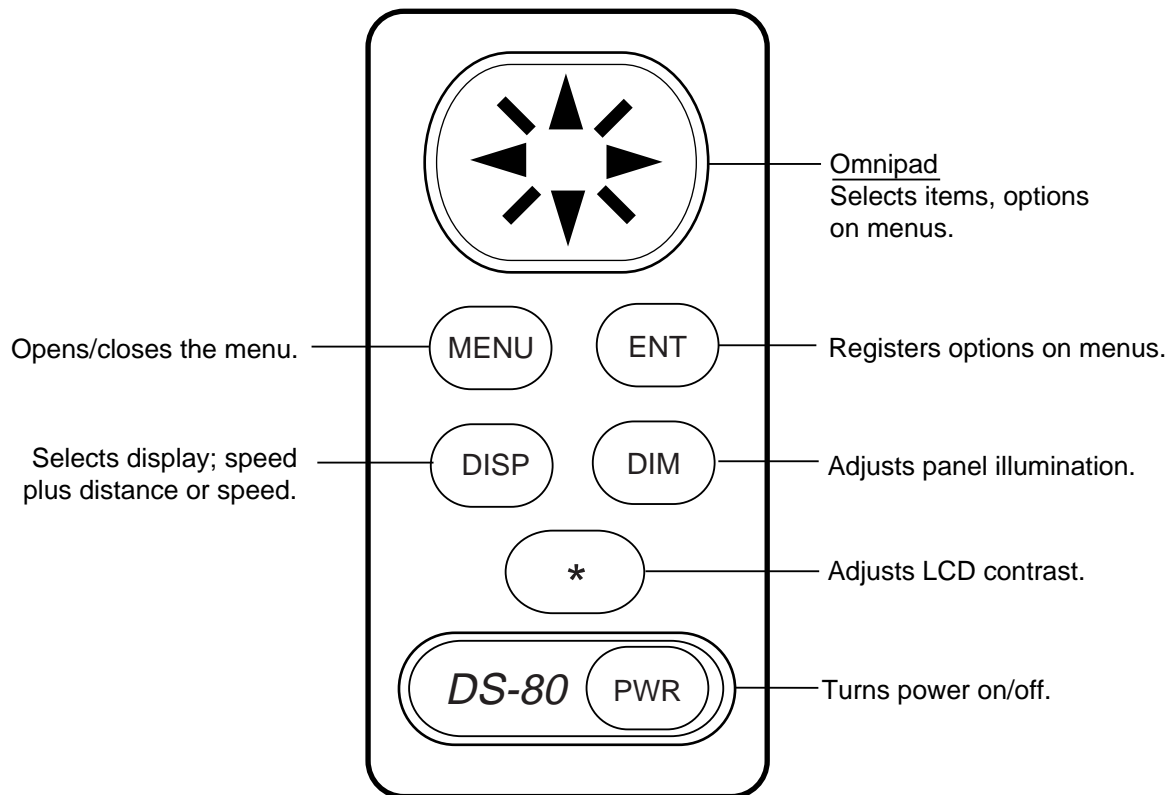 Omnipad
Selects items, options
on menus.
Opens/closes the menu.
MENU
ENT
Registers options on menus.
Selects display; speed
plus distance or speed.
DISP
DIM
Adjusts panel illumination.
*
Adjusts LCD contrast.
DS-80
PWR
Turns power on/off.